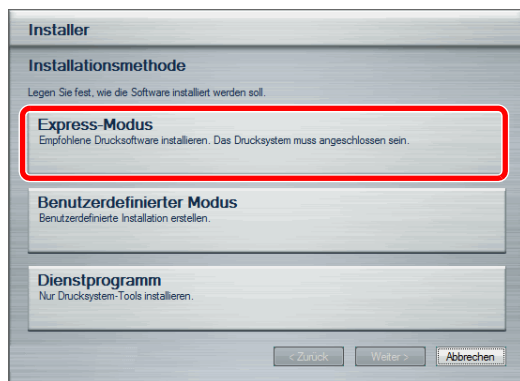 Installer
Installationsmethode
Legen Sie fest, wie die Software installiert werden soll.
Express-Modus
Empfohlene Drucksoftware installieren. Das Drucksystem muss angeschlossen sein.
Benutzerdefinierter Modus
Benutzerdefinierte Installation erstellen.
Dienstprogramm
Nur Drucksystem-Tools installieren.
< Zurück Weiter > Abbrechen